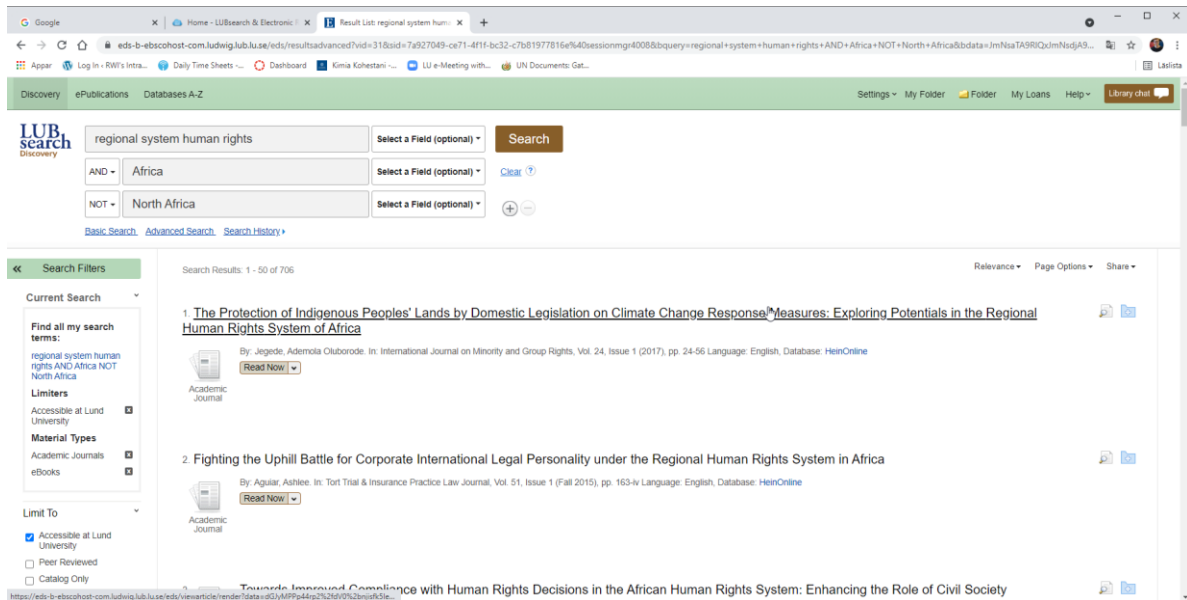 Google
Home - LUBsearch & Electronic
Result List: regional system hum
eds-b-ebscohost-com.ludwig.lub.lu.se/eds/resultsadvanced?vid=31&sid=7a927049-ce71-4f1f-bc32-c7b81977816e%40sessionmgr4008&bquery=regional+system+human+rights+AND+Africa+NOT+North+Africa&bdata=JmNsaTA9RlQxJmNsdjA9...
Appar Log In ‹ RWI's Intra... Daily Time Sheets -... Dashboard Kimia Kohestani -... LU e-Meeting with... UN Documents: Gat... Läslista
Discovery ePublications Databases A-Z Settings My Folder Folder My Loans Help Library chat
LUB search Discovery
regional system human rights Select a Field (optional) Search
AND Africa Select a Field (optional) Clear ?
NOT North Africa Select a Field (optional)
Basic Search Advanced Search Search History
Search Filters
Search Results: 1 - 50 of 706 Relevance Page Options Share
Current Search
Find all my search terms:
regional system human rights AND Africa NOT North Africa
Limiters
Accessible at Lund University
Material Types
Academic Journals
eBooks
Limit To
Accessible at Lund University
Peer Reviewed
Catalog Only
1. The Protection of Indigenous Peoples' Lands by Domestic Legislation on Climate Change Response Measures: Exploring Potentials in the Regional
Human Rights System of Africa
By: Jegede, Ademola Oluborode. In: International Journal on Minority and Group Rights, Vol. 24, Issue 1 (2017), pp. 24-56 Language: English, Database: HeinOnline
Read Now
Academic Journal
2. Fighting the Uphill Battle for Corporate International Legal Personality under the Regional Human Rights System in Africa
By: Aguiar, Ashlee. In: Tort Trial & Insurance Practice Law Journal, Vol. 51, Issue 1 (Fall 2015), pp. 163-iv Language: English, Database: HeinOnline
Read Now
Academic Journal
Towards Improved Compliance with Human Rights Decisions in the African Human Rights System: Enhancing the Role of Civil Society